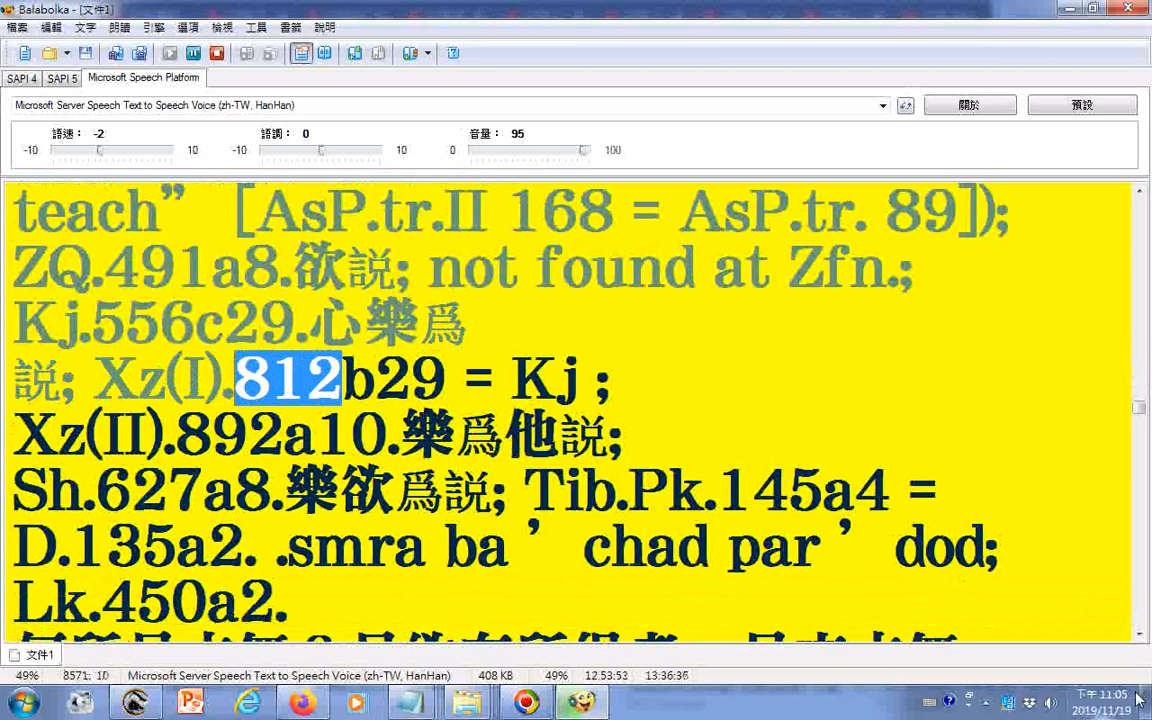 Balabolka - [文件1]
檔案 編輯 文字 朗讀 引擎 選項 檢視 工具 書籤 說明
SAPI 4 SAPI 5 Microsoft Speech Platform
Microsoft Server Speech Text to Speech Voice (zh-TW, HanHan) 關於 預設
語速： -2 語調： 0 音量： 95
-10 10 -10 10 0 100
teach” [AsP.tr.II 168 = AsP.tr. 89]);
ZQ.491a8.欲説; not found at Zfn.;
Kj.556c29.心樂爲
説; Xz(I).812b29 = Kj ;
Xz(II).892a10.樂爲他説;
Sh.627a8.樂欲爲説; Tib.Pk.145a4 =
D.135a2. .smra ba ’ chad par ’ dod;
Lk.450a2.
文件1
49% 8571: 10 Microsoft Server Speech Text to Speech Voice (zh-TW, HanHan) 408 KB 49% 12:53:53 13:36:36
下午 11:05
2019/11/19